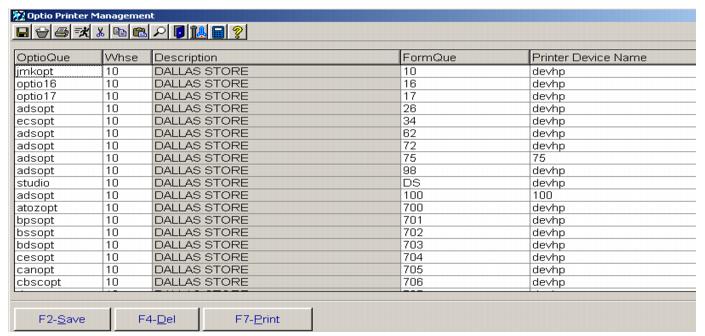 Optio Printer Management
OptioQue Whse Description FormQue Printer Device Name
jmkopt 10 DALLAS STORE 10 devhp
optio16 10 DALLAS STORE 16 devhp
optio17 10 DALLAS STORE 17 devhp
adsopt 10 DALLAS STORE 26 devhp
ecsopt 10 DALLAS STORE 34 devhp
adsopt 10 DALLAS STORE 62 devhp
adsopt 10 DALLAS STORE 72 devhp
adsopt 10 DALLAS STORE 75 75
adsopt 10 DALLAS STORE 98 devhp
studio 10 DALLAS STORE DS devhp
adsopt 10 DALLAS STORE 100 100
atozopt 10 DALLAS STORE 700 devhp
bpsopt 10 DALLAS STORE 701 devhp
bssopt 10 DALLAS STORE 702 devhp
bdsopt 10 DALLAS STORE 703 devhp
cesopt 10 DALLAS STORE 704 devhp
canopt 10 DALLAS STORE 705 devhp
cbscopt 10 DALLAS STORE 706 devhp
F2-Save F4-Del F7-Print